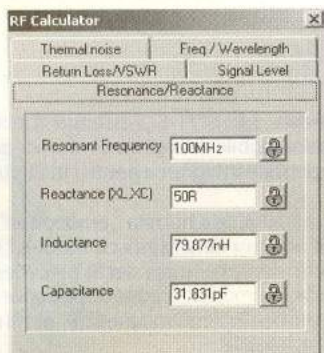 RF Calculator
Thermal noise Freq / Wavelength
Return Loss/VSWR Signal Level
Resonance/Reactance
Resonant Frequency 100MHz
Reactance (XL,XC) 50R
Inductance 79.877nH
Capacitance 31.831pF